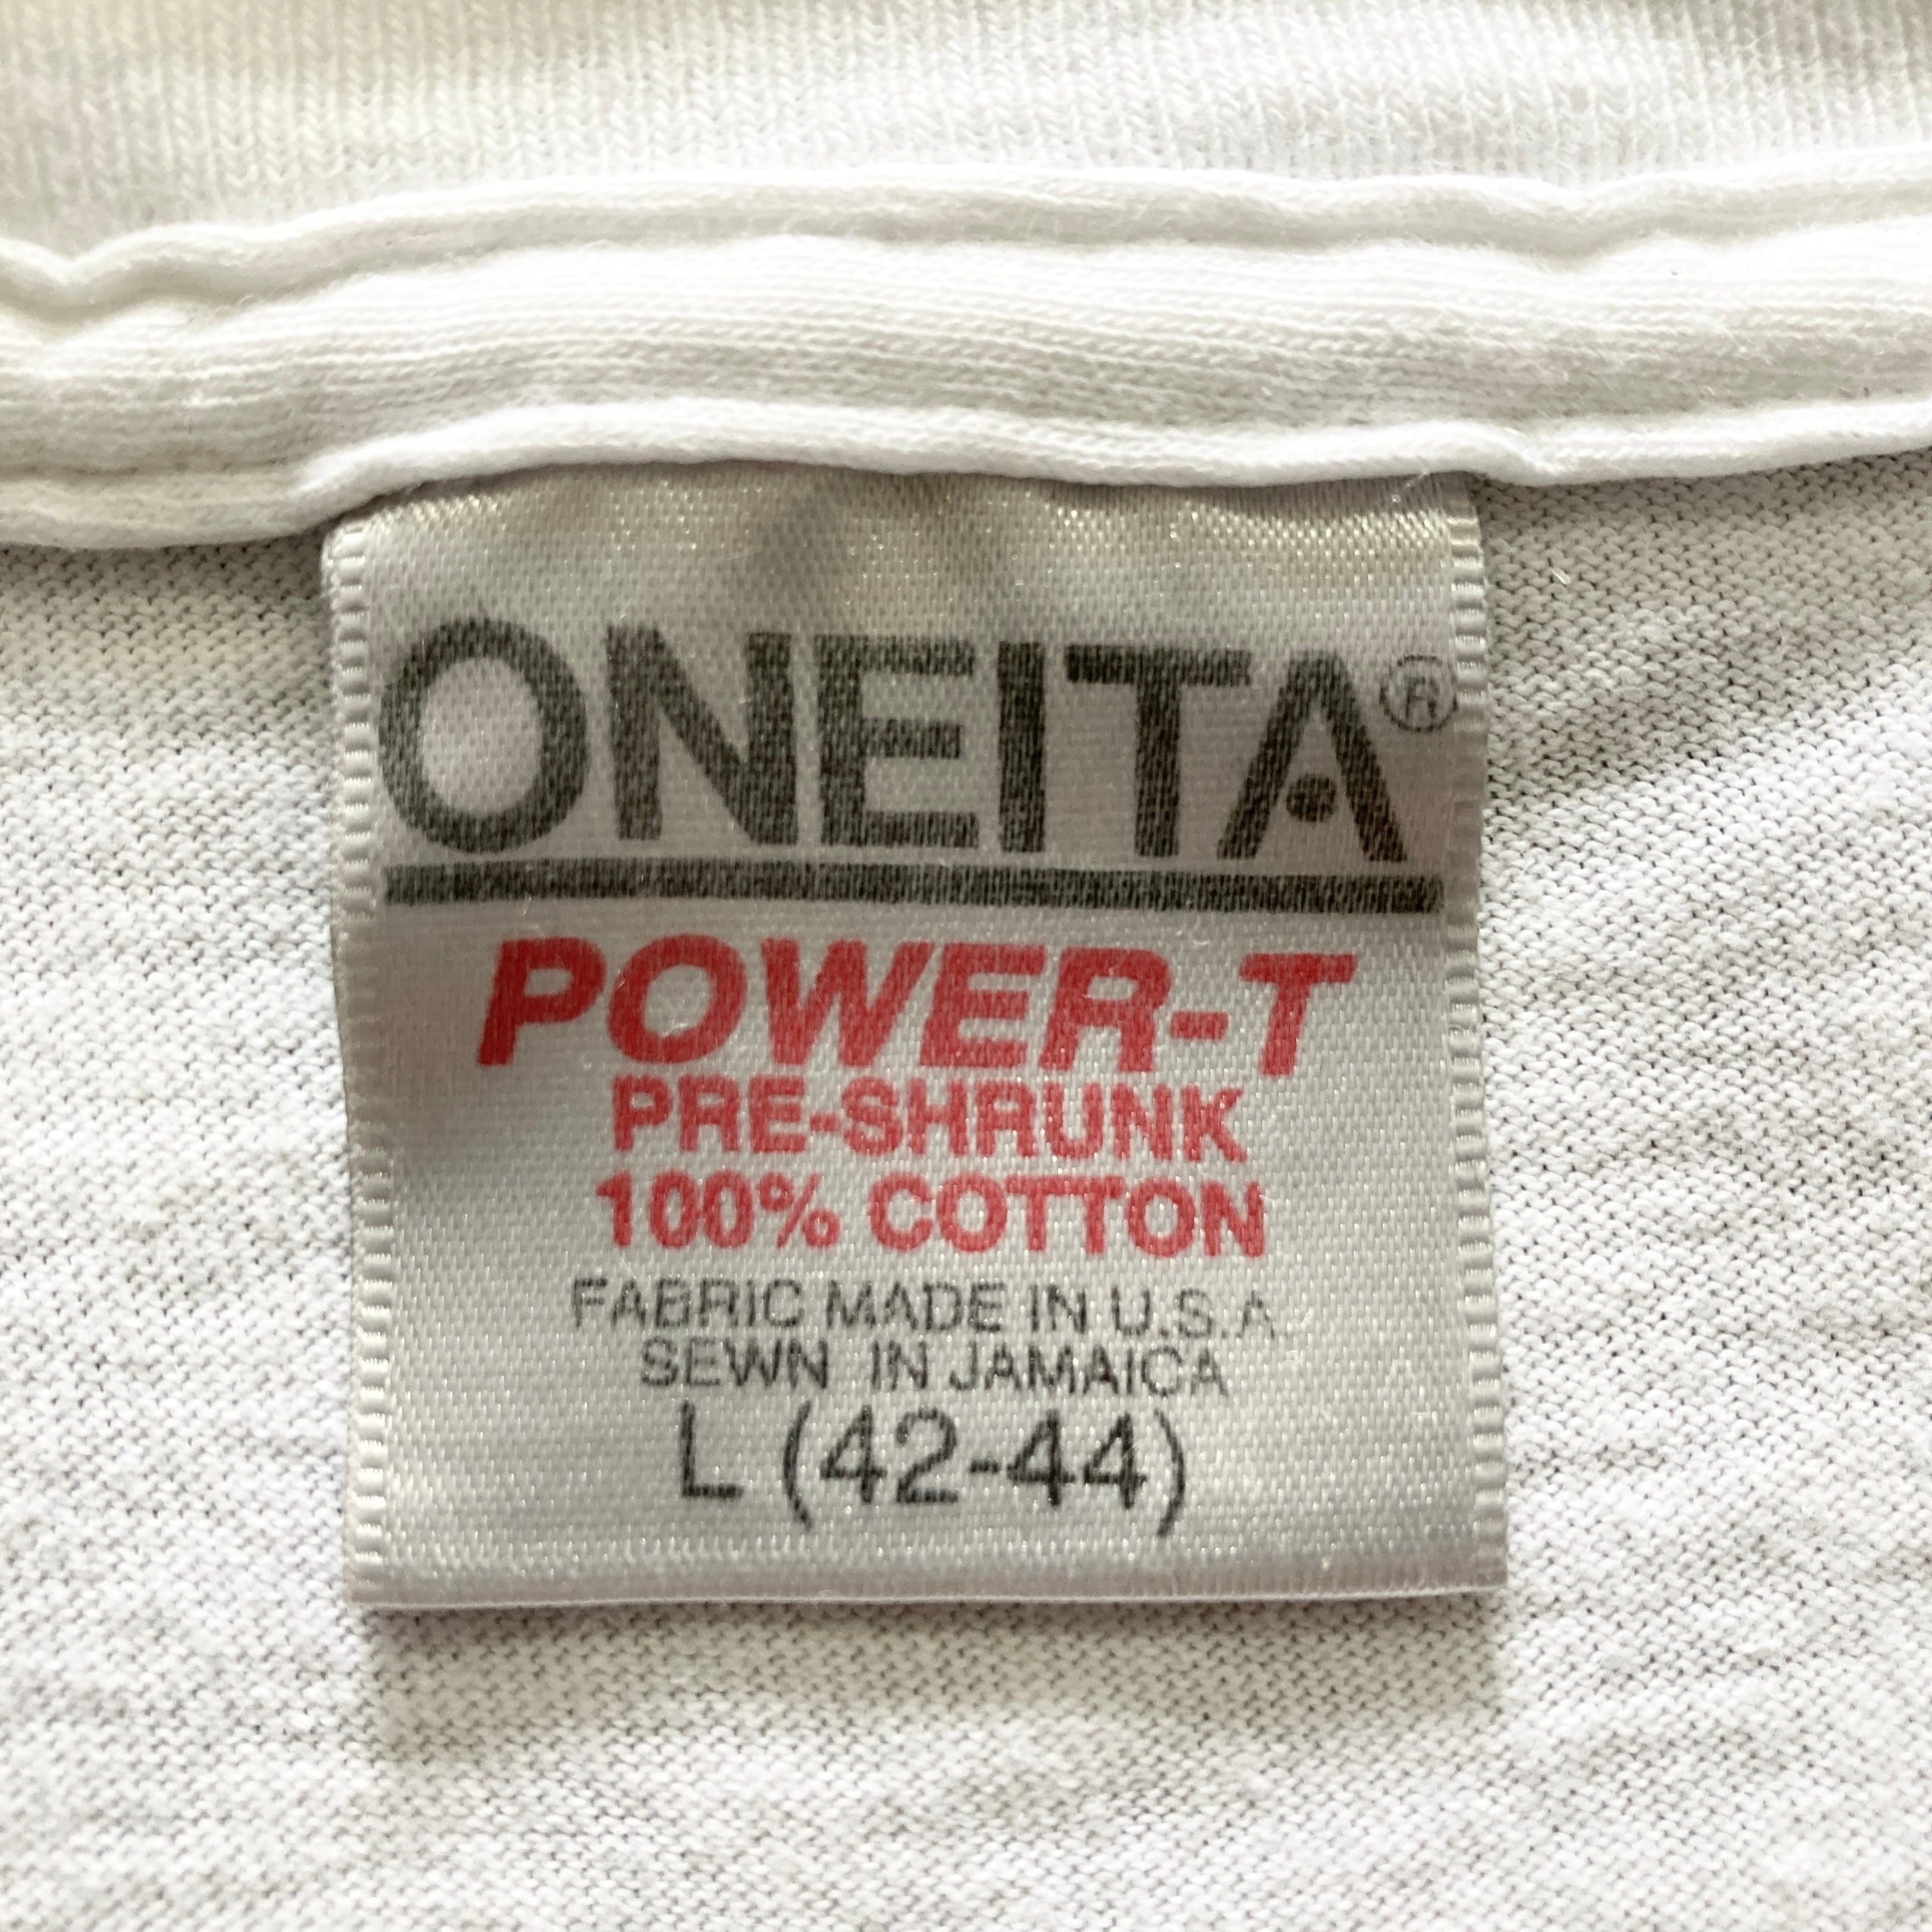 ONEITA®
POWER-T
PRE-SHRUNK
100% COTTON
FABRIC MADE IN U.S.A
SEWN IN JAMAICA
L (42-44)